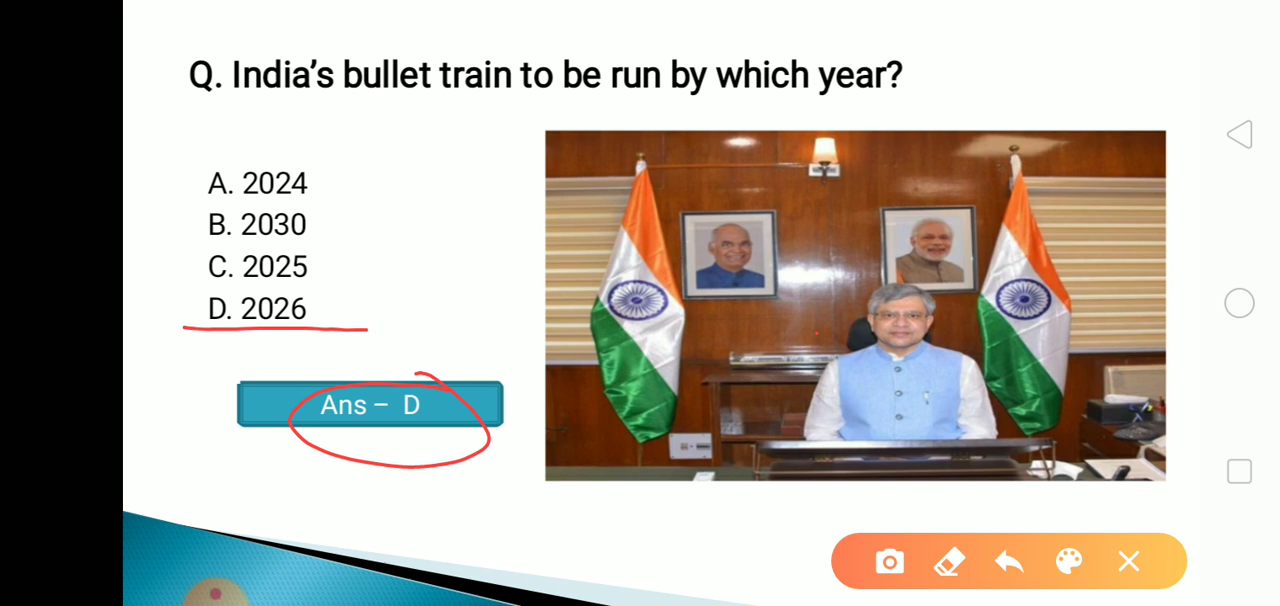 Q. India’s bullet train to be run by which year?
A. 2024
B. 2030
C. 2025
D. 2026
Ans – D